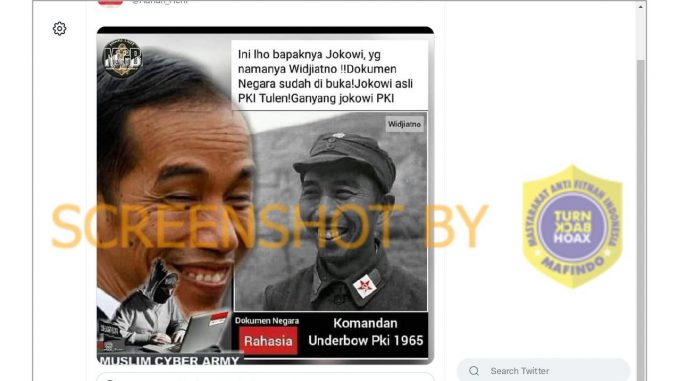 Ini lho bapaknya Jokowi, yg
namanya Widjiatno !!Dokumen
Negara sudah di buka!Jokowi asli
PKI Tulen!Ganyang jokowi PKI
Widjiatno
SCREENSHOT BY
MASYARAKAT ANTI FITNAH INDONESIA
TURN
BACK
HOAX
MAFINDO
Dokumen Negara
Rahasia
Komandan
Underbow Pki 1965
MUSLIM CYBER ARMY
Search Twitter